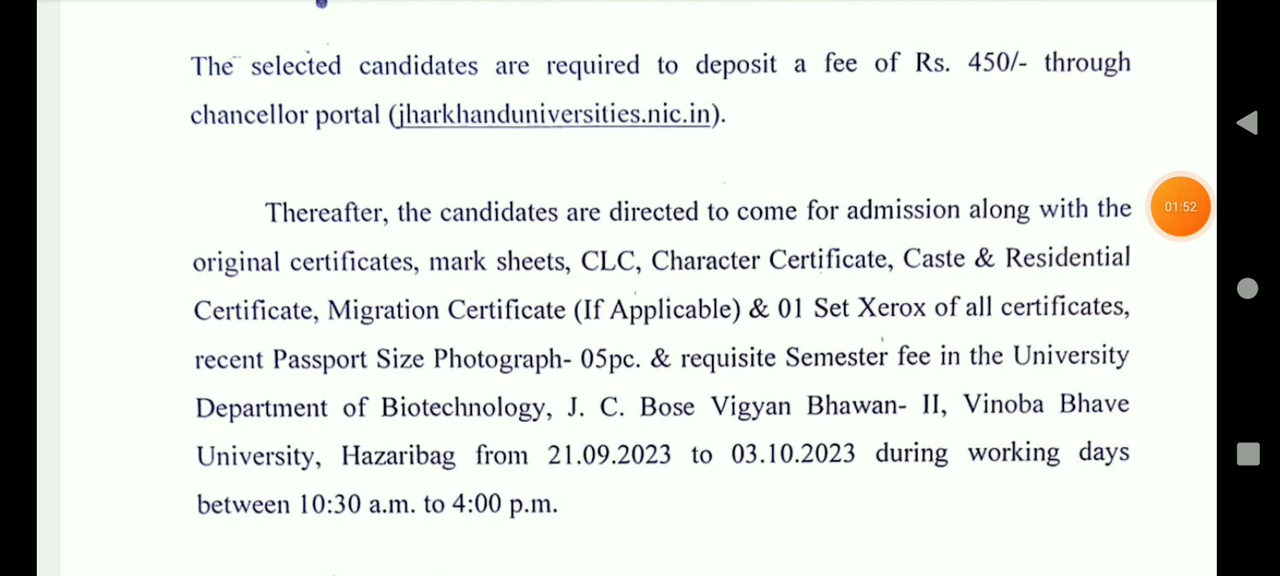 The selected candidates are required to deposit a fee of Rs. 450/- through
chancellor portal (jharkhanduniversities.nic.in).
Thereafter, the candidates are directed to come for admission along with the
original certificates, mark sheets, CLC, Character Certificate, Caste & Residential
Certificate, Migration Certificate (If Applicable) & 01 Set Xerox of all certificates,
recent Passport Size Photograph- 05pc. & requisite Semester fee in the University
Department of Biotechnology, J. C. Bose Vigyan Bhawan- II, Vinoba Bhave
University, Hazaribag from 21.09.2023 to 03.10.2023 during working days
between 10:30 a.m. to 4:00 p.m.
01:52